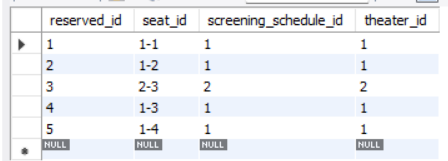 reserved_id seat_id screening_schedule_id theater_id
1 1-1 1 1
2 1-2 1 1
3 2-3 2 2
4 1-3 1 1
5 1-4 1 1
NULL NULL NULL NULL